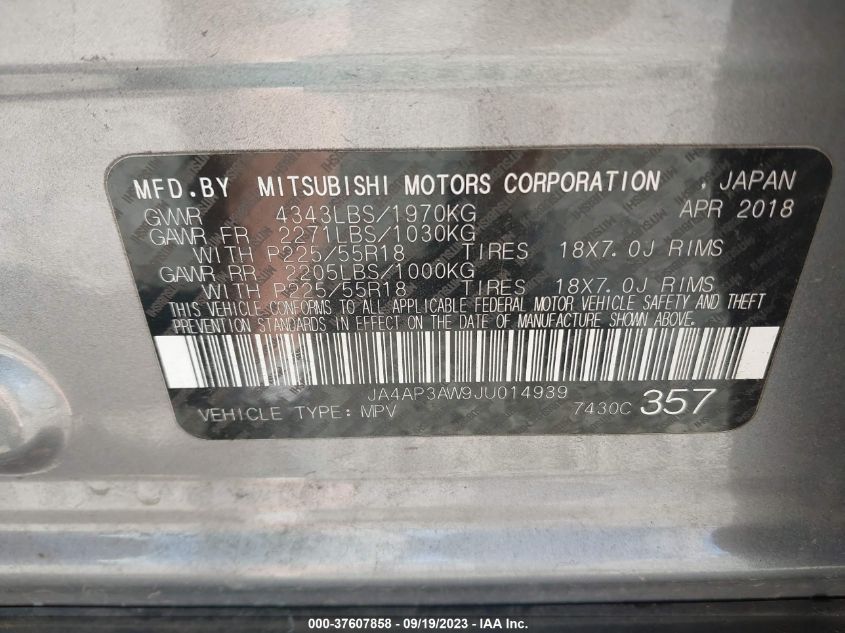 MFD.BY MITSUBISHI MOTORS CORPORATION , JAPAN
GVWR 4343LBS/1970KG APR 2018
GAWR FR 2271LBS/1030KG
WITH P225/55R18 TIRES 18X7.0J RIMS
GAWR RR 2205LBS/1000KG
WITH P225/55R18 TIRES 18X7.0J RIMS
THIS VEHICLE CONFORMS TO ALL APPLICABLE FEDERAL MOTOR VEHICLE SAFETY AND THEFT
PREVENTION STANDARDS IN EFFECT ON THE DATE OF MANUFACTURE SHOWN ABOVE.
JA4AP3AW9JU014939
VEHICLE TYPE: MPV 7430C 357
000-37607858 - 09/19/2023 - © IAA Inc.